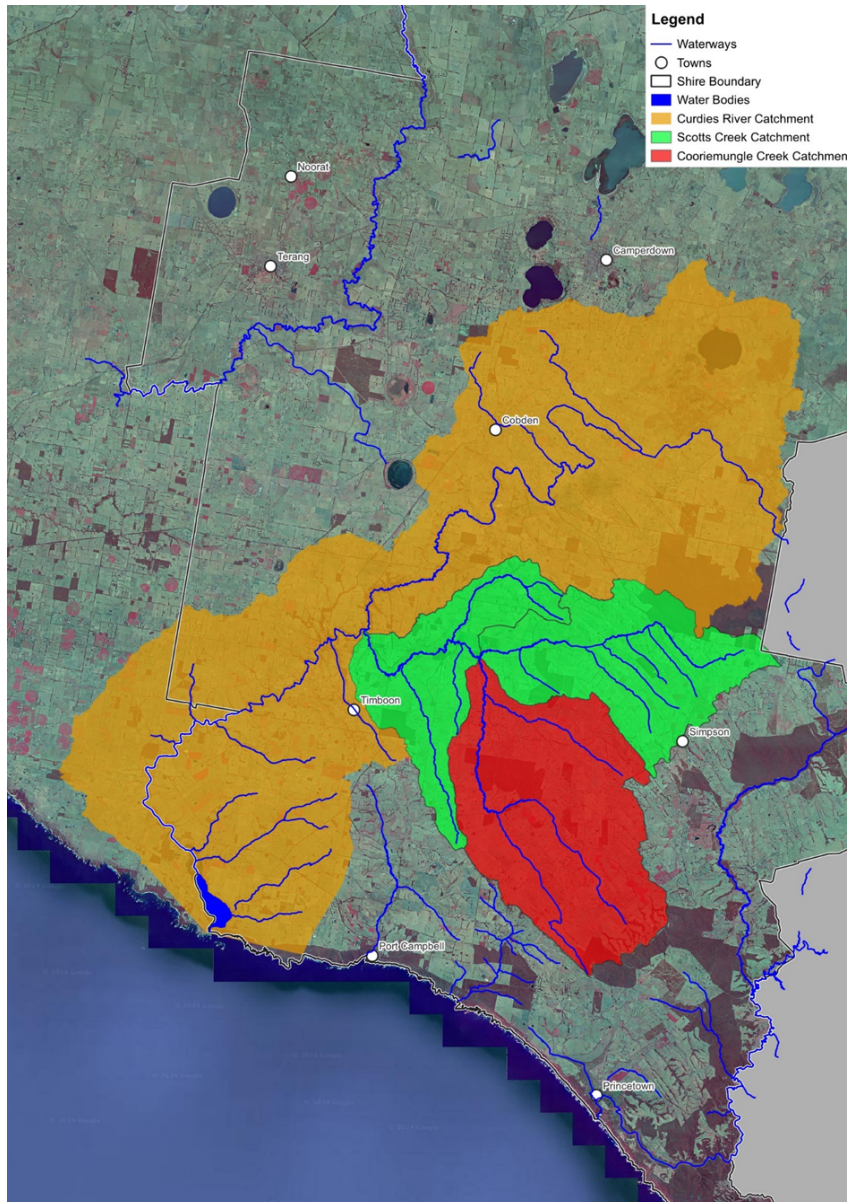 Legend
Waterways
Towns
Shire Boundary
Water Bodies
Curdies River Catchment
Scotts Creek Catchment
Cooriemungle Creek Catchmen
Noorat
Terang
Camperdown
Cobden
Timboon
Simpson
Port Campbell
Princetown